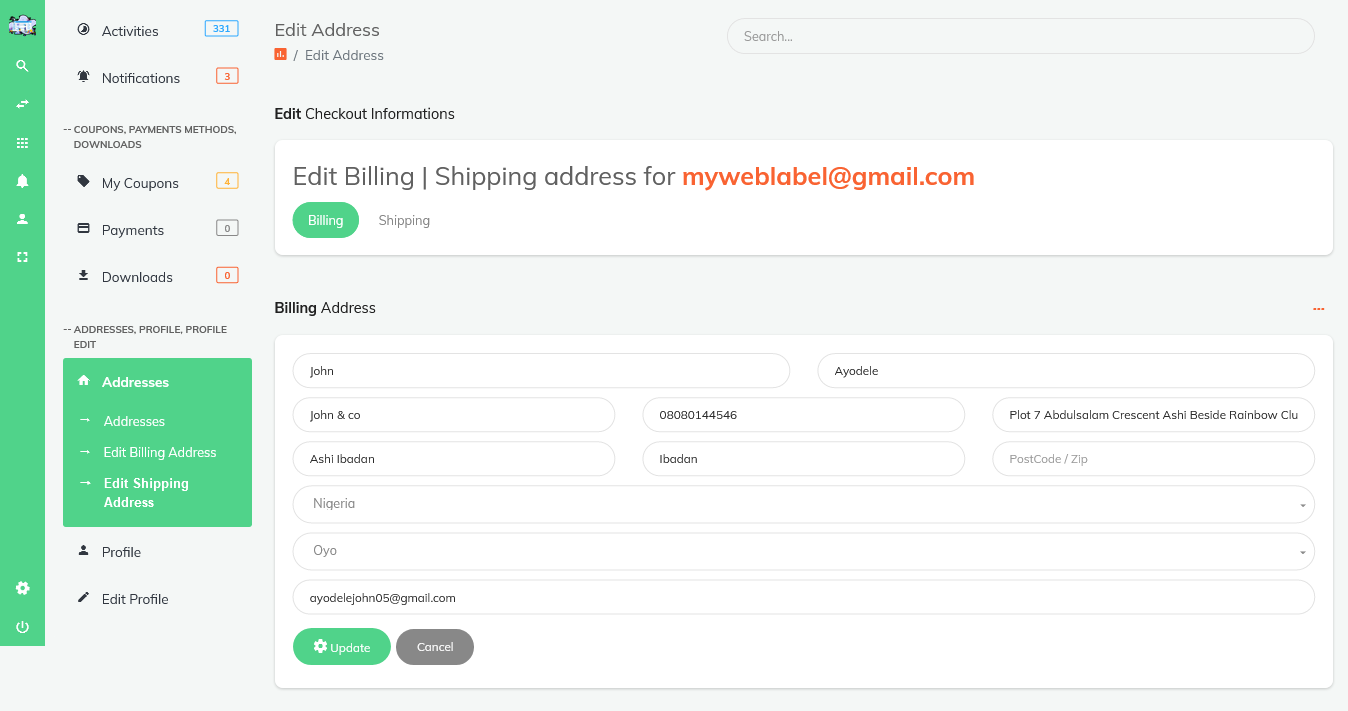 Activities 331
Notifications 3
-- COUPONS, PAYMENTS METHODS,
DOWNLOADS
My Coupons 4
Payments 0
Downloads 0
-- ADDRESSES, PROFILE, PROFILE
EDIT
Addresses
→ Addresses
→ Edit Billing Address
→ Edit Shipping
Address
Profile
Edit Profile
Edit Address
/ Edit Address
Search...
Edit Checkout Informations
Edit Billing | Shipping address for myweblabel@gmail.com
Billing Shipping
Billing Address
John Ayodele
John & co 08080144546 Plot 7 Abdulsalam Crescent Ashi Beside Rainbow Clu
Ashi Ibadan Ibadan PostCode / Zip
Nigeria
Oyo
ayodelejohn05@gmail.com
Update Cancel